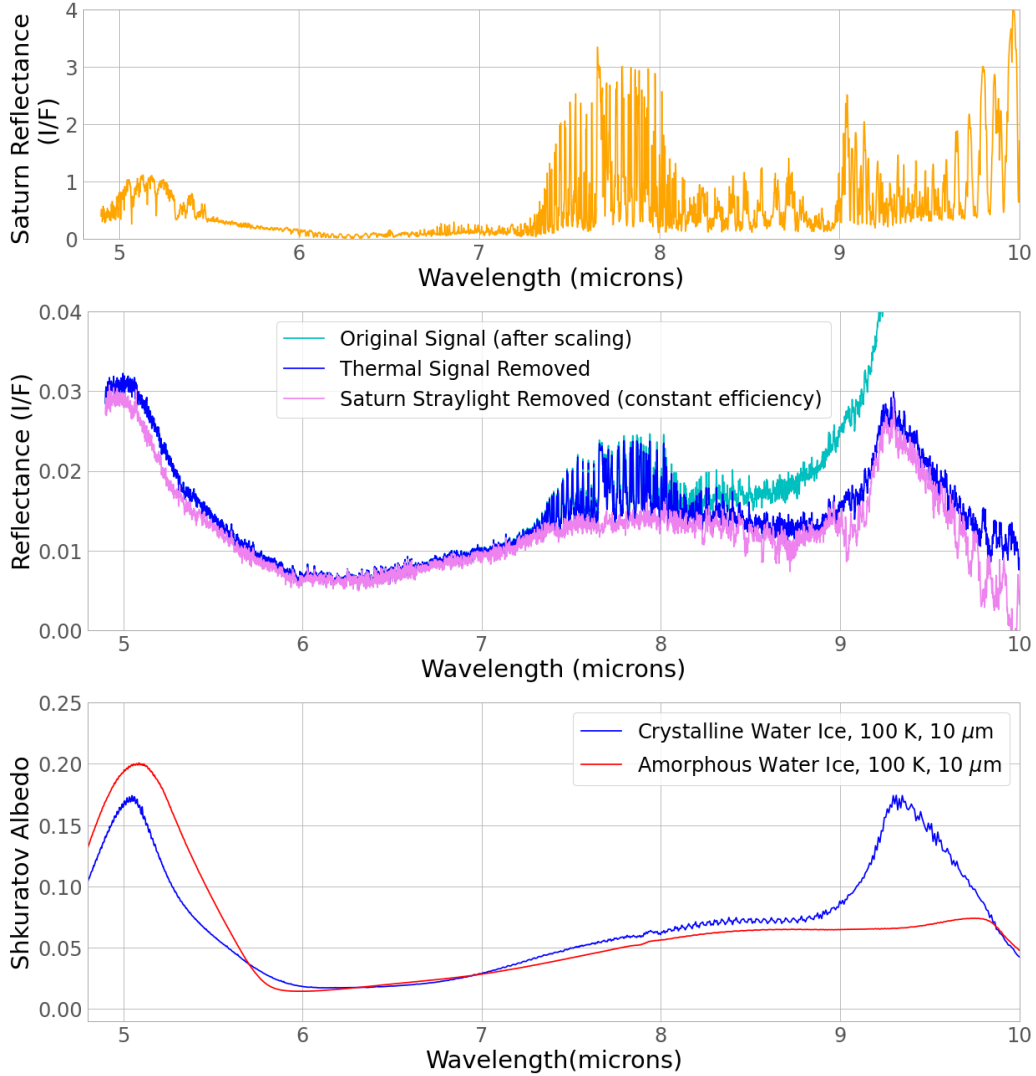 Saturn Reflectance
(I/F)
4
3
2
1
0
5
6
7
8
9
10
Wavelength (microns)
Reflectance (I/F)
0.04
0.03
0.02
0.01
0.00
Original Signal (after scaling)
Thermal Signal Removed
Saturn Straylight Removed (constant efficiency)
5
6
7
8
9
10
Wavelength (microns)
Shkuratov Albedo
0.25
0.20
0.15
0.10
0.05
0.00
Crystalline Water Ice, 100 K, 10 μm
Amorphous Water Ice, 100 K, 10 μm
5
6
7
8
9
10
Wavelength(microns)